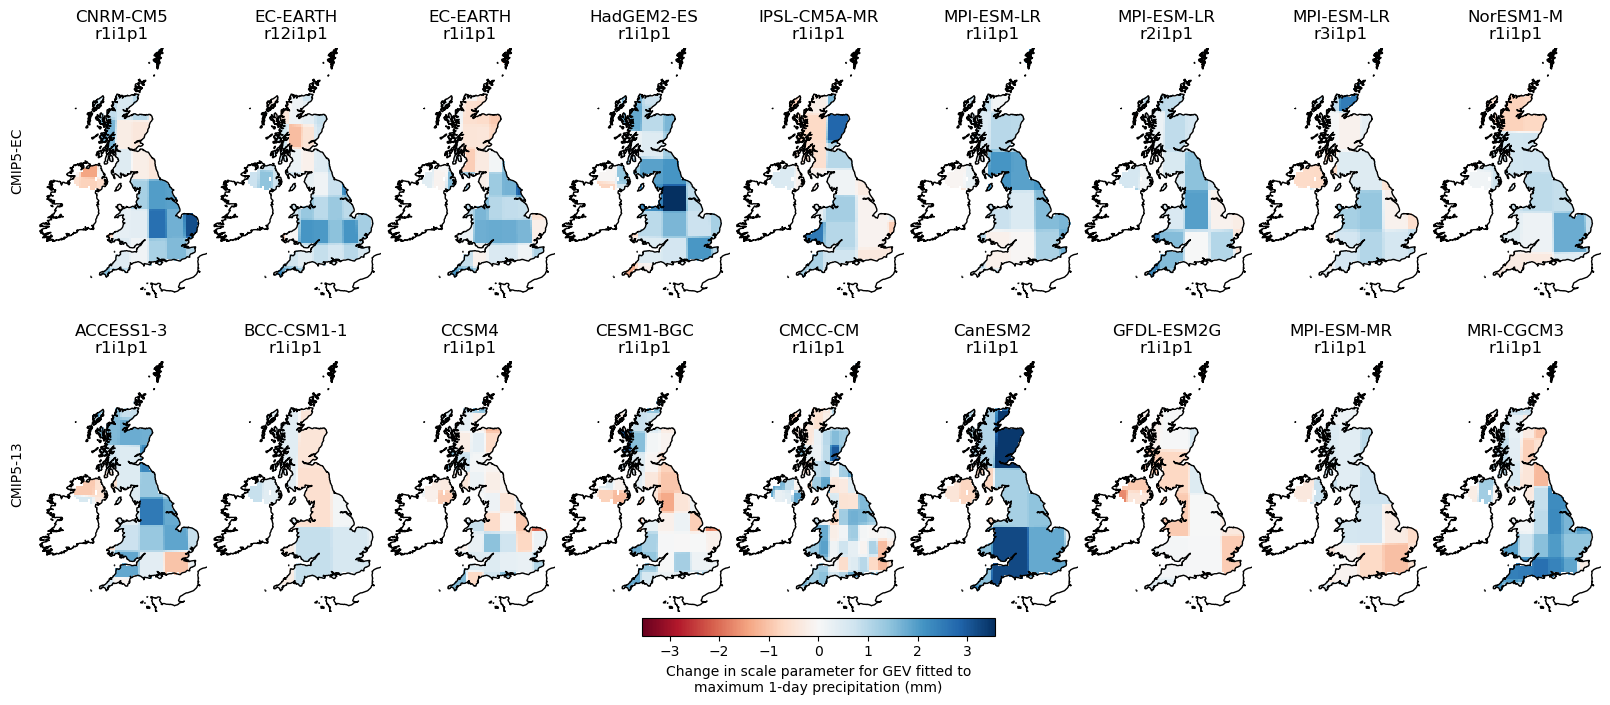 CNRM-CM5 EC-EARTH EC-EARTH HadGEM2-ES IPSL-CM5A-MR MPI-ESM-LR MPI-ESM-LR MPI-ESM-LR NorESM1-M
r1i1p1 r12i1p1 r1i1p1 r1i1p1 r1i1p1 r1i1p1 r2i1p1 r3i1p1 r1i1p1
CMIP5-EC
ACCESS1-3 BCC-CSM1-1 CCSM4 CESM1-BGC CMCC-CM CanESM2 GFDL-ESM2G MPI-ESM-MR MRI-CGCM3
r1i1p1 r1i1p1 r1i1p1 r1i1p1 r1i1p1 r1i1p1 r1i1p1 r1i1p1 r1i1p1
CMIP5-13
−3 −2 −1 0 1 2 3
Change in scale parameter for GEV fitted to
maximum 1-day precipitation (mm)